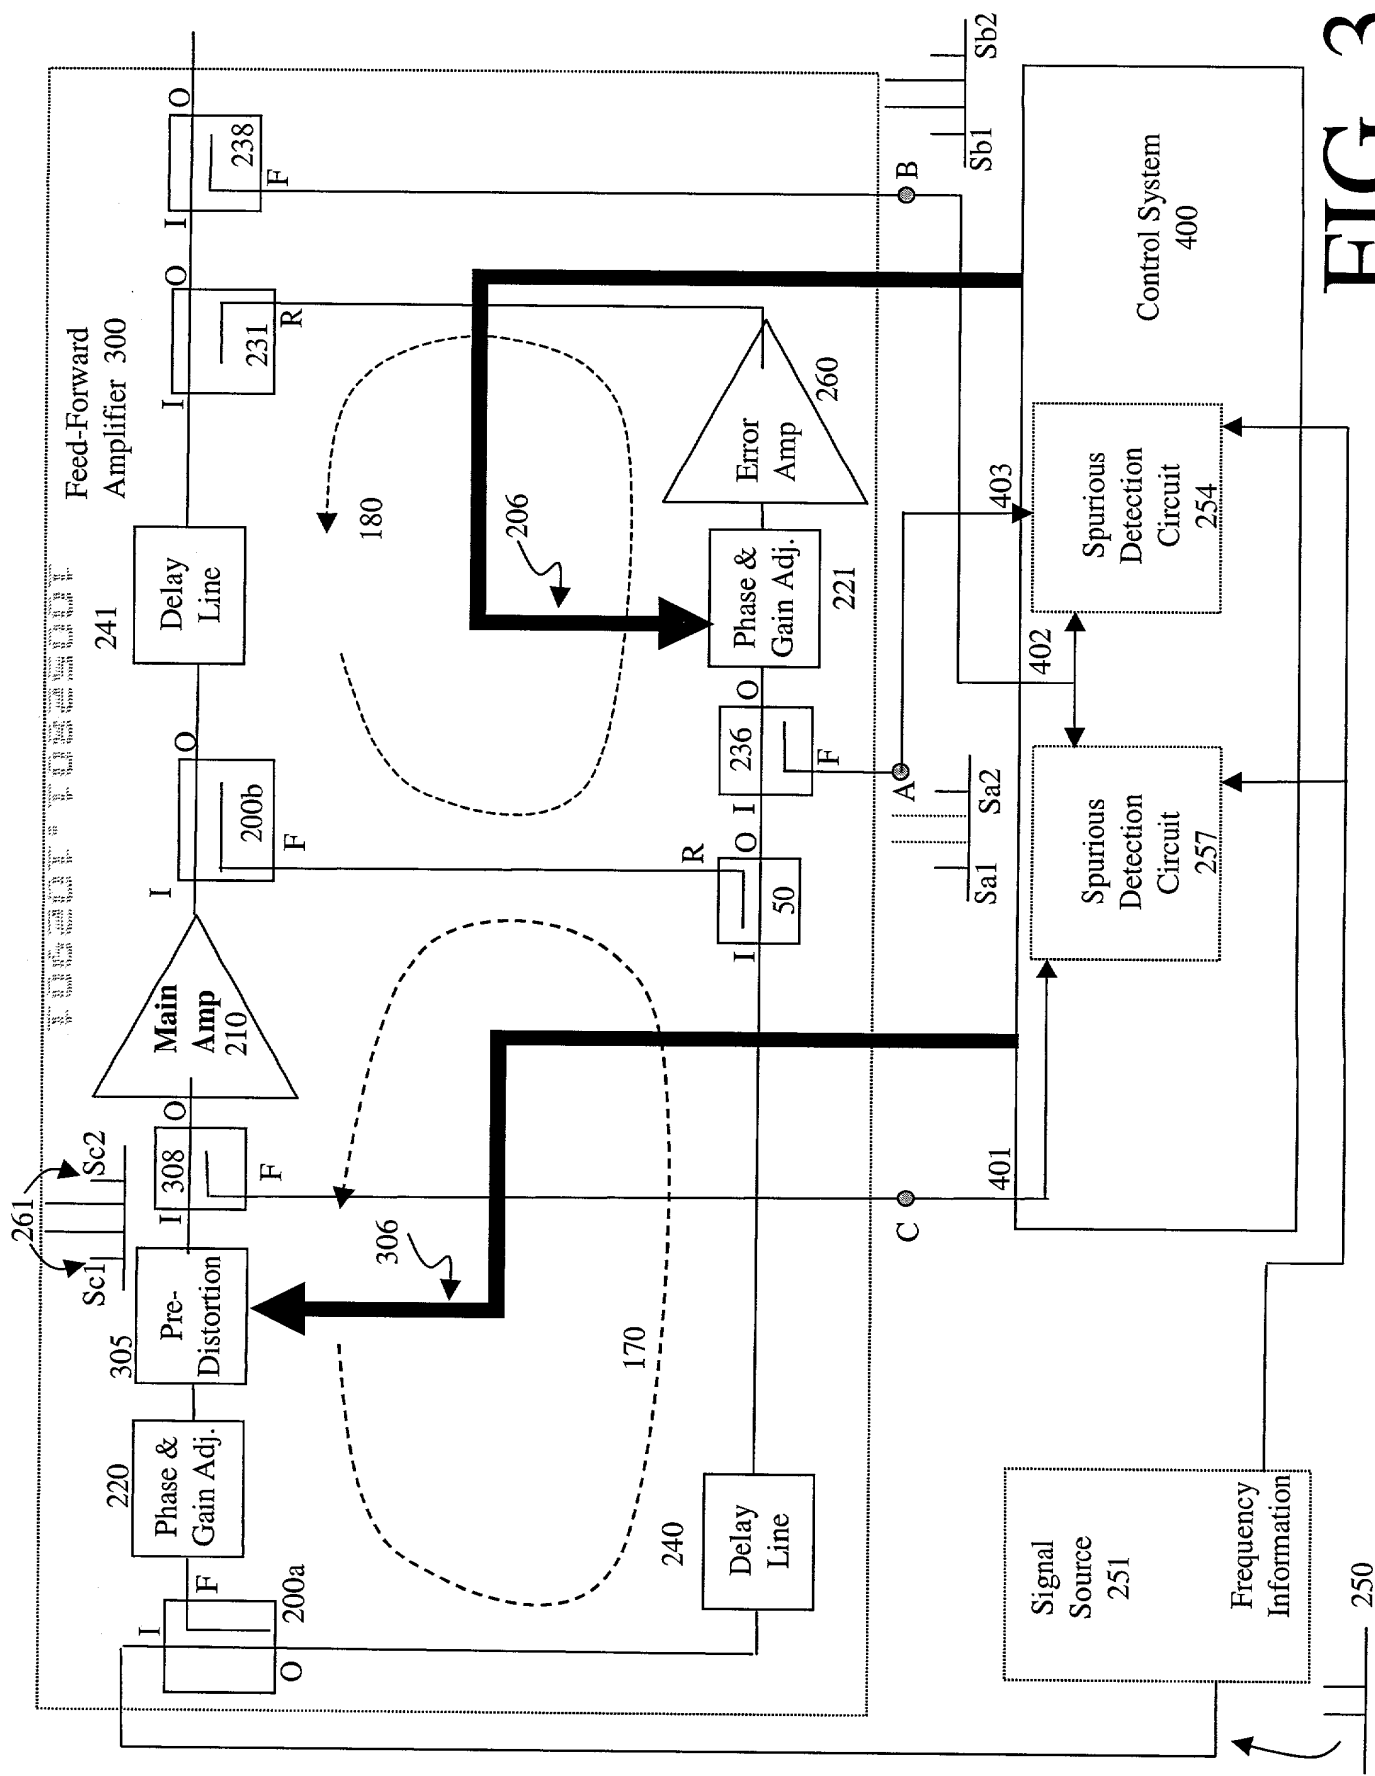 FIG. 3
Feed-Forward
Amplifier 300
261
Sc1
Sc2
200a
I
F
O
220
Phase &
Gain Adj.
305
Pre-
Distortion
I
308
O
F
Main
Amp
210
I
200b
O
F
241
Delay
Line
I
231
O
R
I
238
O
F
170
306
180
206
240
Delay
Line
I
50
O
R
I
236
O
F
Phase &
Gain Adj.
221
Error
Amp
260
C
A
B
Sa1
Sa2
Sb1
Sb2
401
402
403
Spurious
Detection
Circuit
257
Spurious
Detection
Circuit
254
Control System
400
Signal
Source
251
Frequency
Information
250